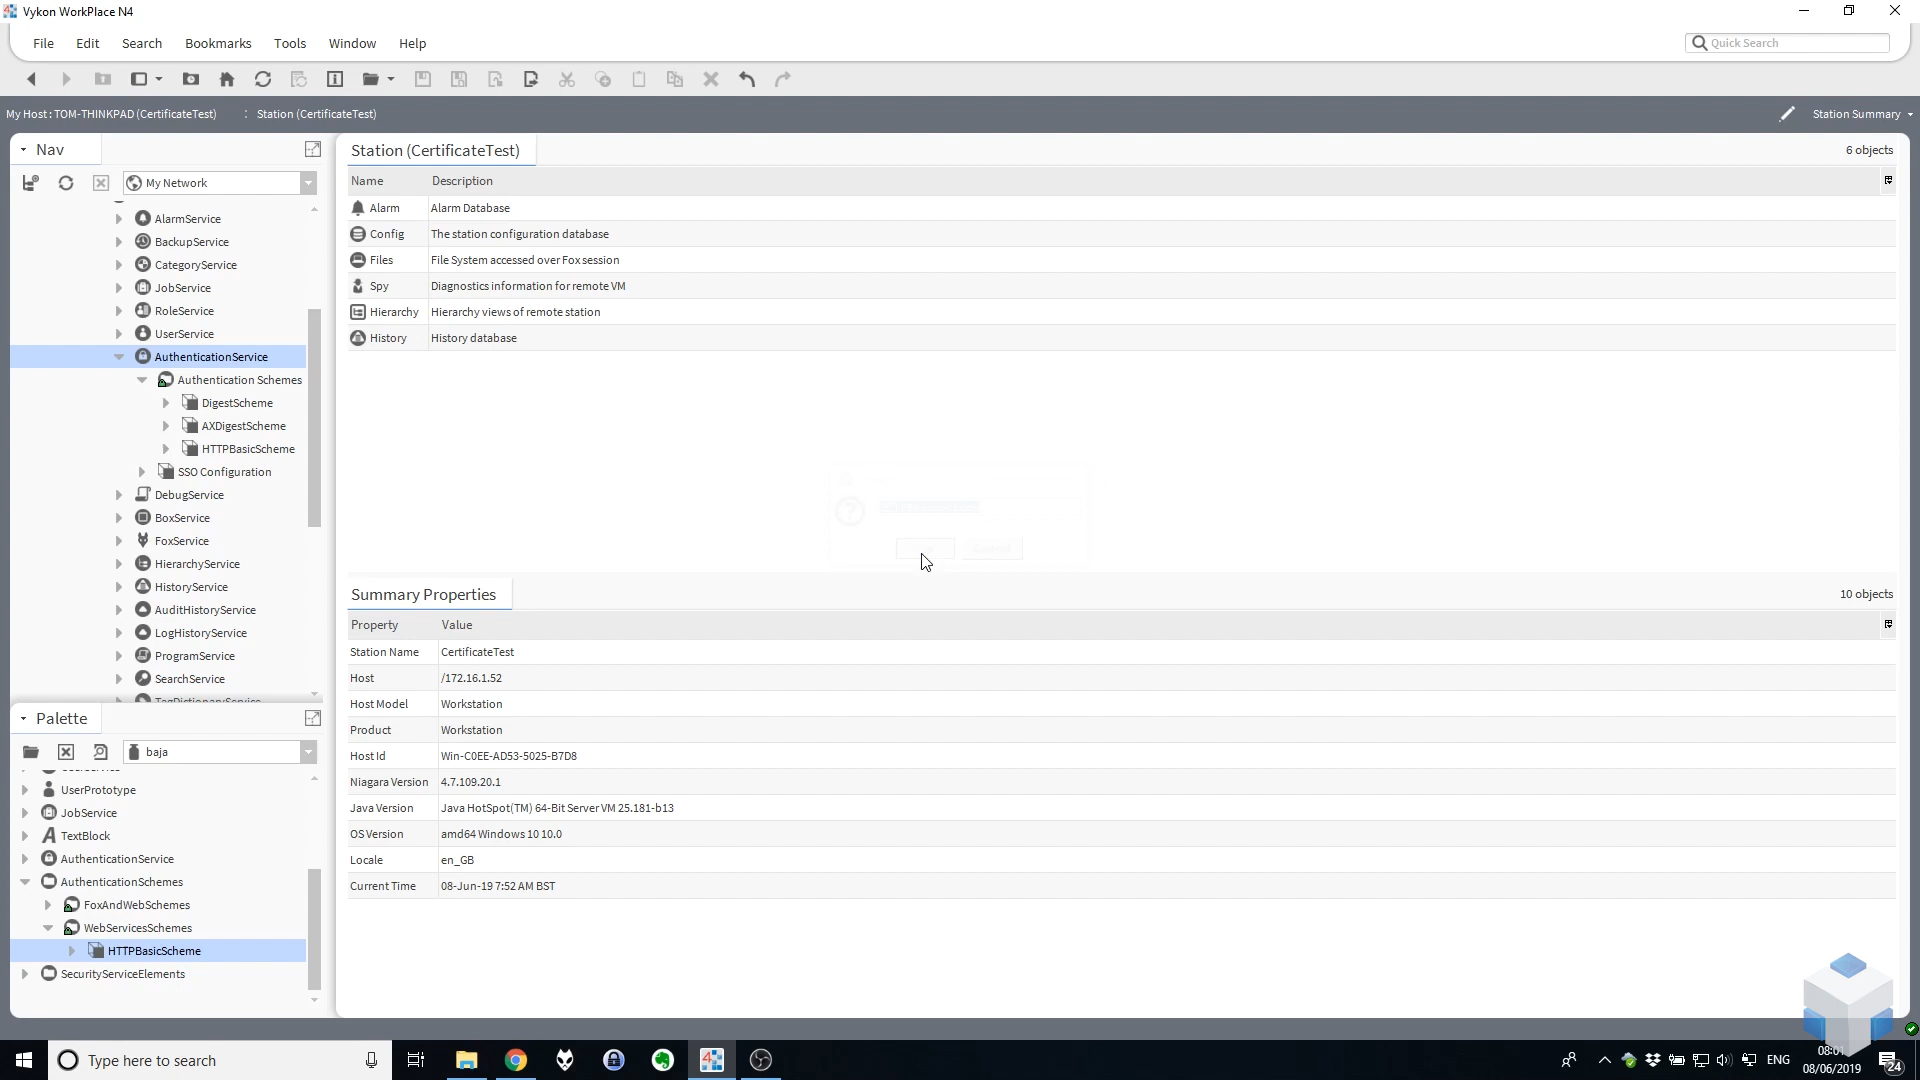 Vykon WorkPlace N4
File Edit Search Bookmarks Tools Window Help
Quick Search
My Host : TOM-THINKPAD (CertificateTest) : Station (CertificateTest)
Station Summary
Nav
My Network
AlarmService
BackupService
CategoryService
JobService
RoleService
UserService
AuthenticationService
Authentication Schemes
DigestScheme
AXDigestScheme
HTTPBasicScheme
SSO Configuration
DebugService
BoxService
FoxService
HierarchyService
HistoryService
AuditHistoryService
LogHistoryService
ProgramService
SearchService
TagDictionaryService
Palette
baja
UserPrototype
JobService
TextBlock
AuthenticationService
AuthenticationSchemes
FoxAndWebSchemes
WebServicesSchemes
HTTPBasicScheme
SecurityServiceElements
Station (CertificateTest)
6 objects
Name Description
Alarm Alarm Database
Config The station configuration database
Files File System accessed over Fox session
Spy Diagnostics information for remote VM
Hierarchy Hierarchy views of remote station
History History database
Summary Properties
10 objects
Property Value
Station Name CertificateTest
Host /172.16.1.52
Host Model Workstation
Product Workstation
Host Id Win-C0EE-AD53-5025-B7D8
Niagara Version 4.7.109.20.1
Java Version Java HotSpot(TM) 64-Bit Server VM 25.181-b13
OS Version amd64 Windows 10 10.0
Locale en_GB
Current Time 08-Jun-19 7:52 AM BST
Type here to search
ENG
08:01
08/06/2019
24